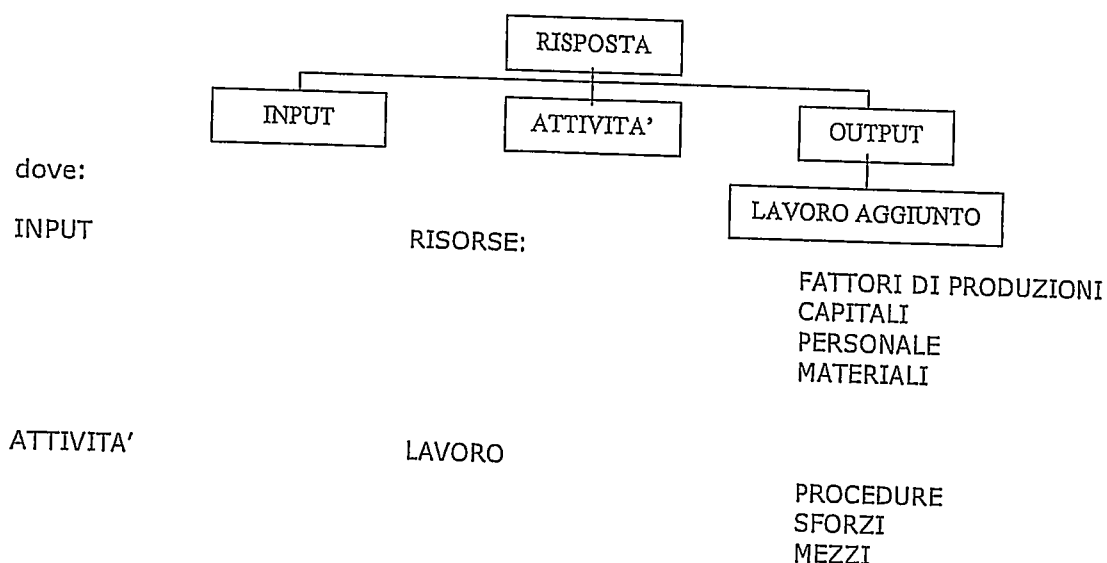 RISPOSTA
INPUT ATTIVITA' OUTPUT
LAVORO AGGIUNTO
dove:
INPUT RISORSE:
FATTORI DI PRODUZIONI
CAPITALI
PERSONALE
MATERIALI
ATTIVITA' LAVORO
PROCEDURE
SFORZI
MEZZI